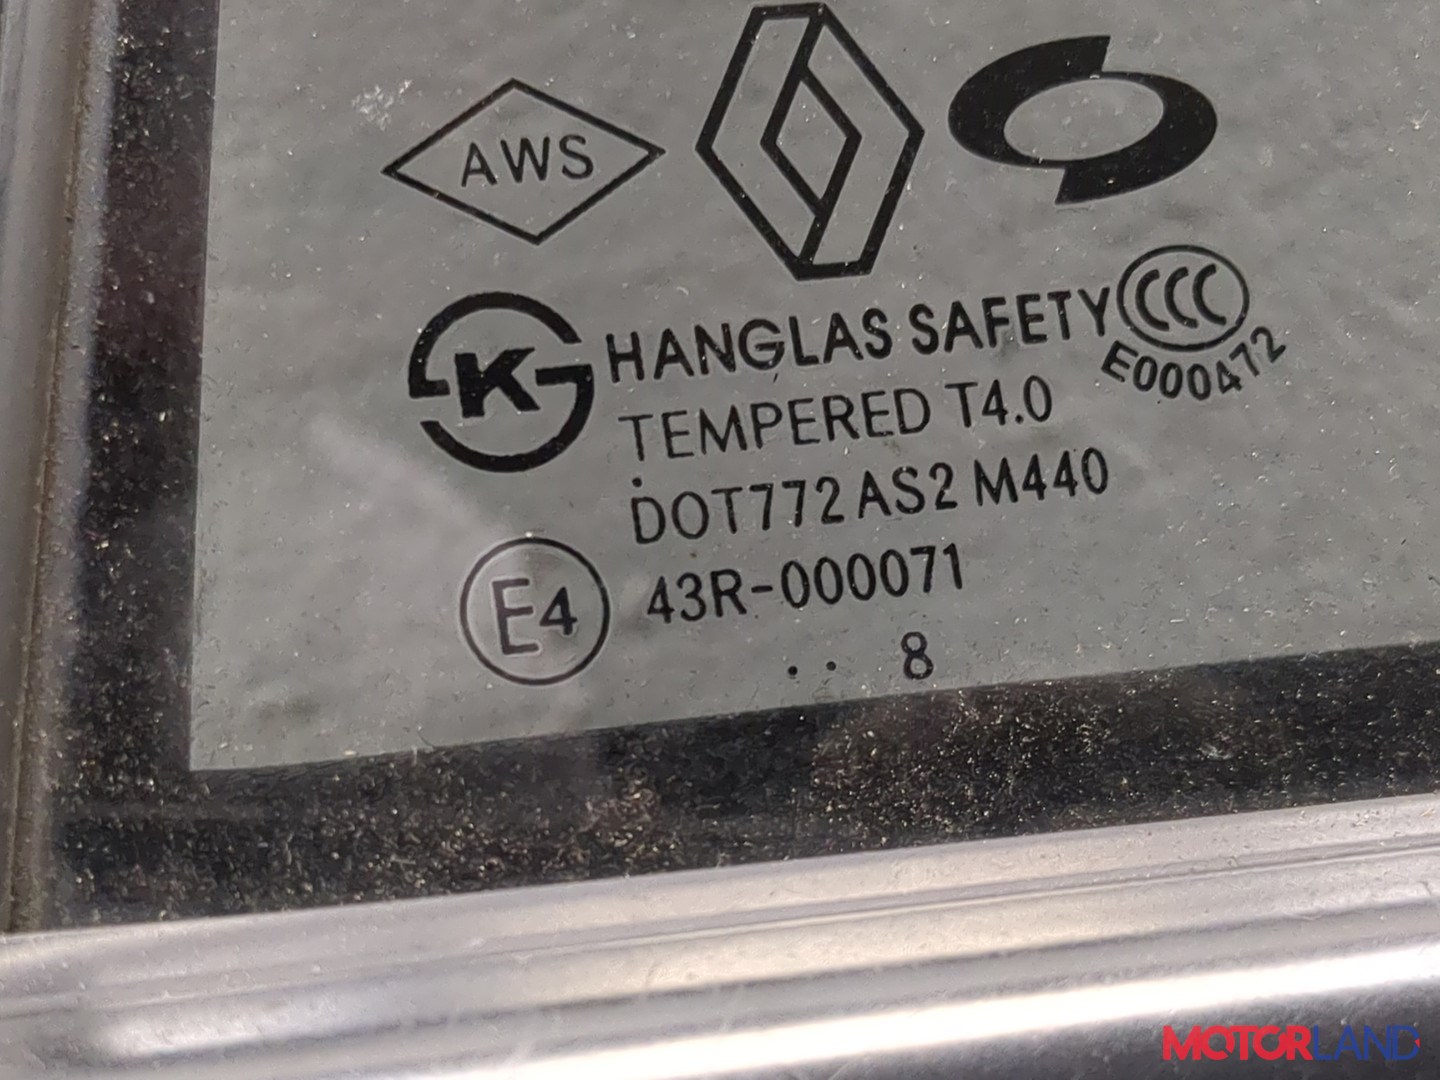 AWS
K
HANGLAS SAFETY CCC
E000472
TEMPERED T4.0
DOT772 AS2 M440
E4 43R-000071
. . 8
MOTORLAND